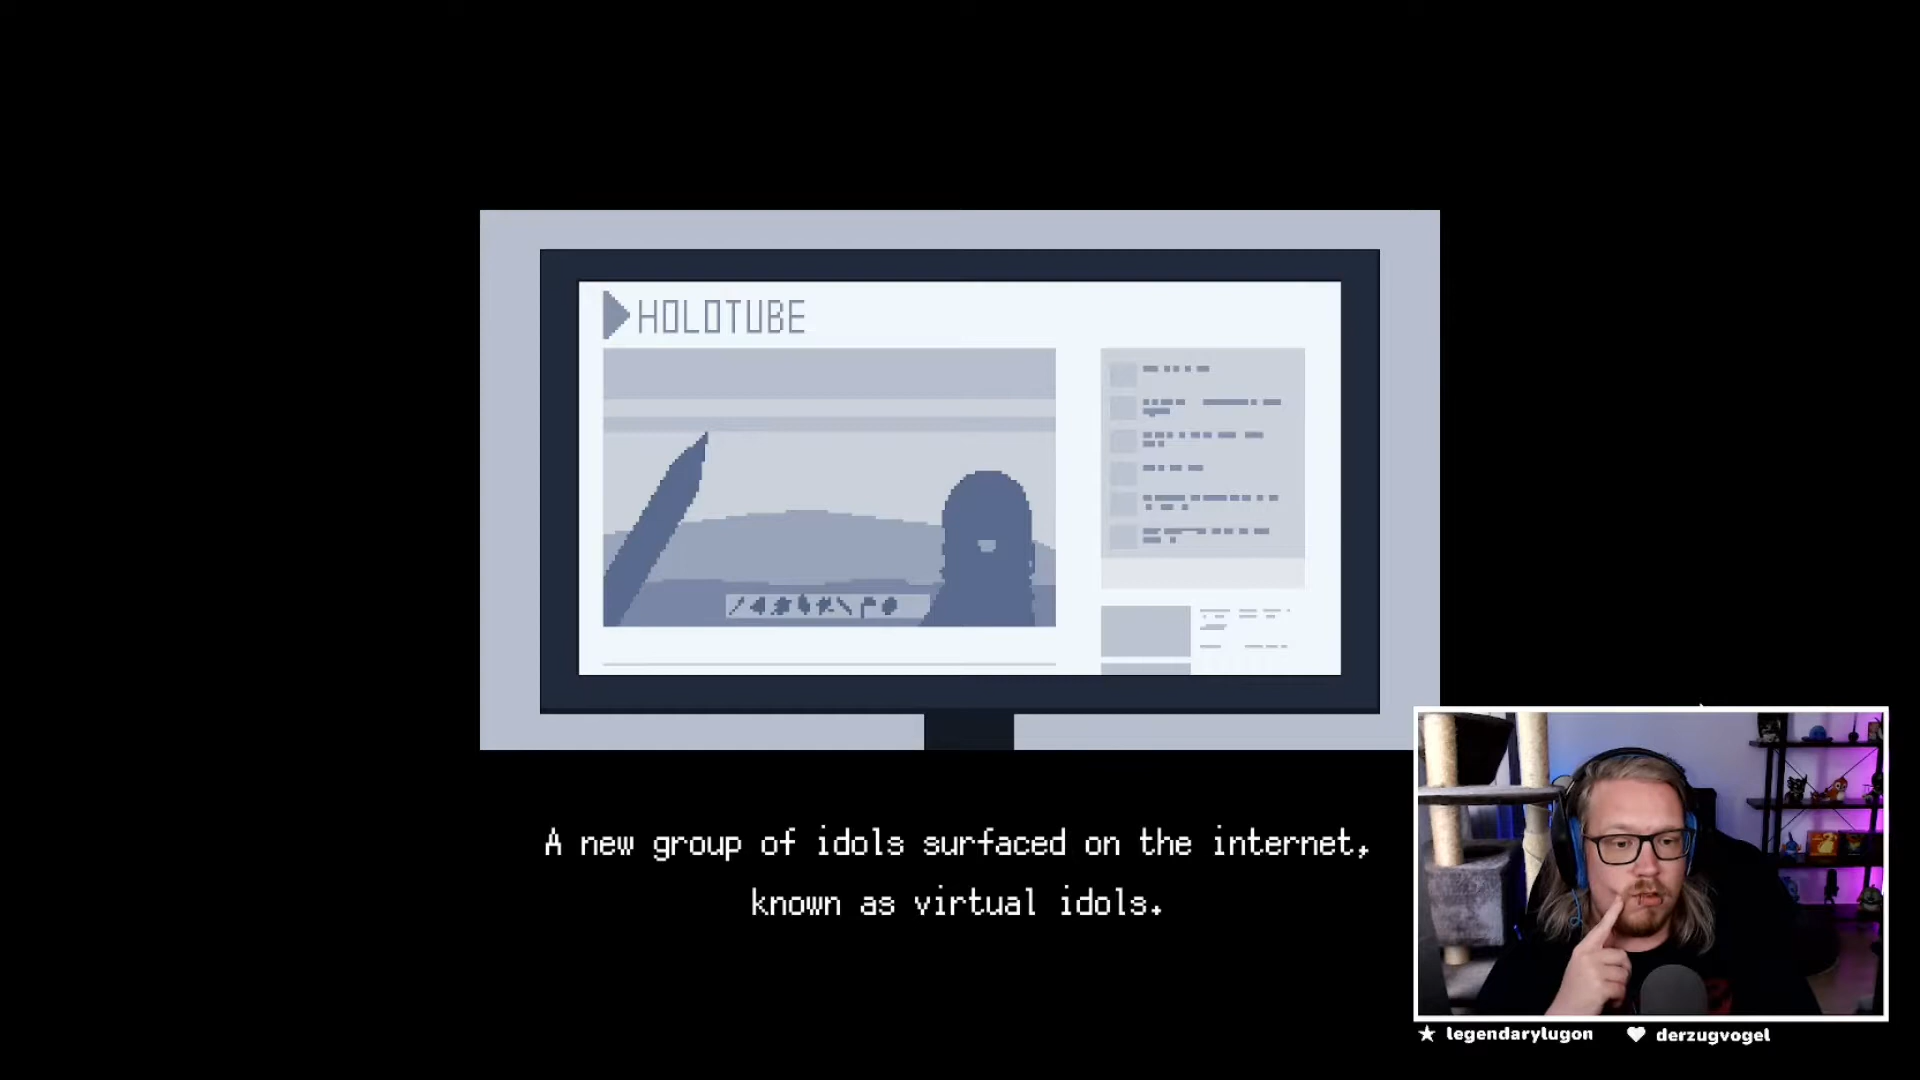 HOLOTUBE
A new group of idols surfaced on the internet,
known as virtual idols.
legendarylugon
derzugvogel